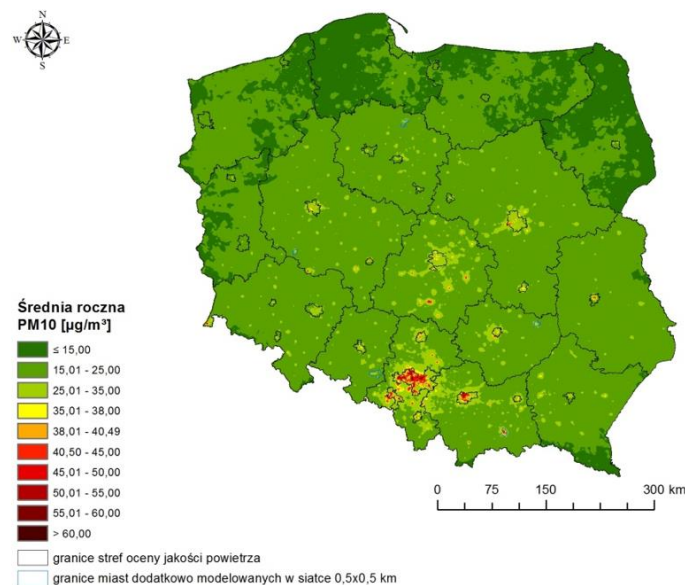 N
W
E
S
Średnia roczna
PM10 [µg/m³]
≤ 15,00
15,01 - 25,00
25,01 - 35,00
35,01 - 38,00
38,01 - 40,49
40,50 - 45,00
45,01 - 50,00
50,01 - 55,00
55,01 - 60,00
> 60,00
granice stref oceny jakości powietrza
granice miast dodatkowo modelowanych w siatce 0,5x0,5 km
0 75 150 300 km